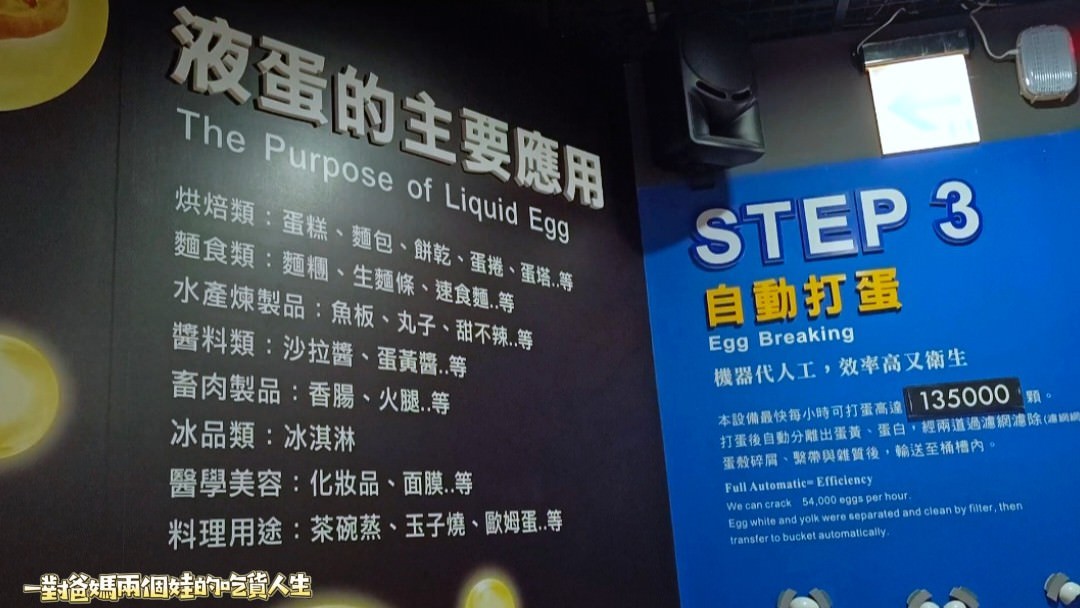 液蛋的主要應用
The Purpose of Liquid Egg
烘焙類：蛋糕、麵包、餅乾、蛋捲、蛋塔..等
麵食類：麵糰、生麵條、速食麵..等
水產煉製品：魚板、丸子、甜不辣..等
醬料類：沙拉醬、蛋黃醬..等
畜肉製品：香腸、火腿..等
冰品類：冰淇淋
醫學美容：化妝品、面膜..等
料理用途：茶碗蒸、玉子燒、歐姆蛋..等
STEP 3
自動打蛋
Egg Breaking
機器代人工，效率高又衛生
本設備最快每小時可打蛋高達 135000 顆。
打蛋後自動分離出蛋黃、蛋白，經兩道過濾網濾除(濾網網
蛋殼碎屑、繫帶與雜質後，輸送至桶槽內。
Full Automatic= Efficiency
We can crack 54,000 eggs per hour.
Egg white and yolk were separated and clean by filter, then
transfer to bucket automatically.
一對爸媽兩個娃的吃貨人生